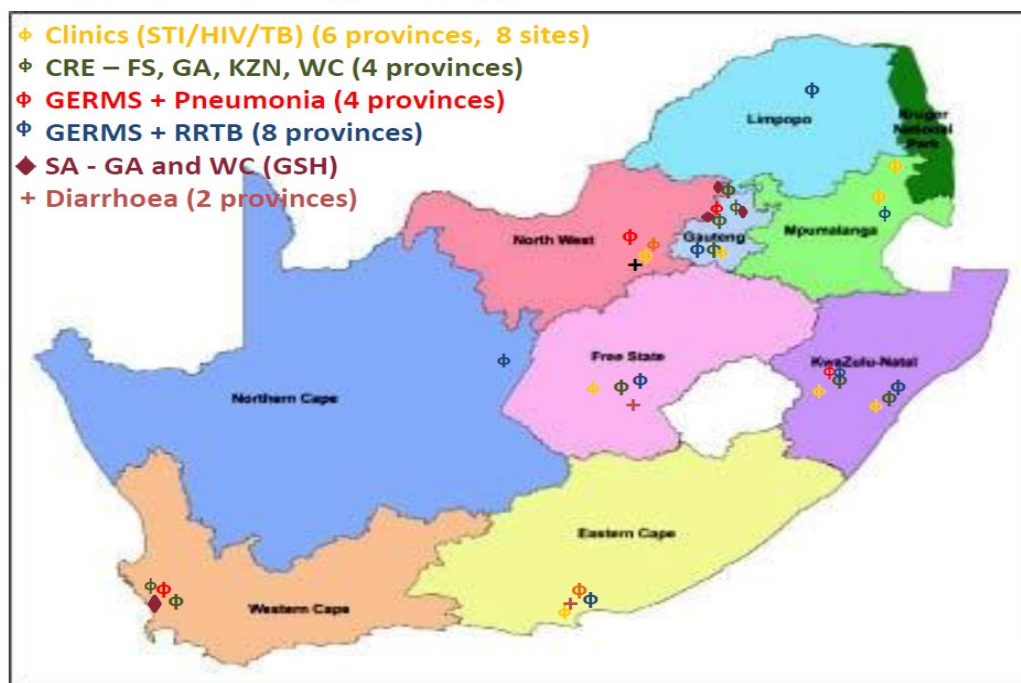 Clinics (STI/HIV/TB) (6 provinces, 8 sites)
CRE – FS, GA, KZN, WC (4 provinces)
GERMS + Pneumonia (4 provinces)
GERMS + RRTB (8 provinces)
SA - GA and WC (GSH)
Diarrhoea (2 provinces)
Limpopo
Kruger
National
Park
North West
Gauteng
Mpumalanga
Free State
KwaZulu-Natal
Northern Cape
Eastern Cape
Western Cape